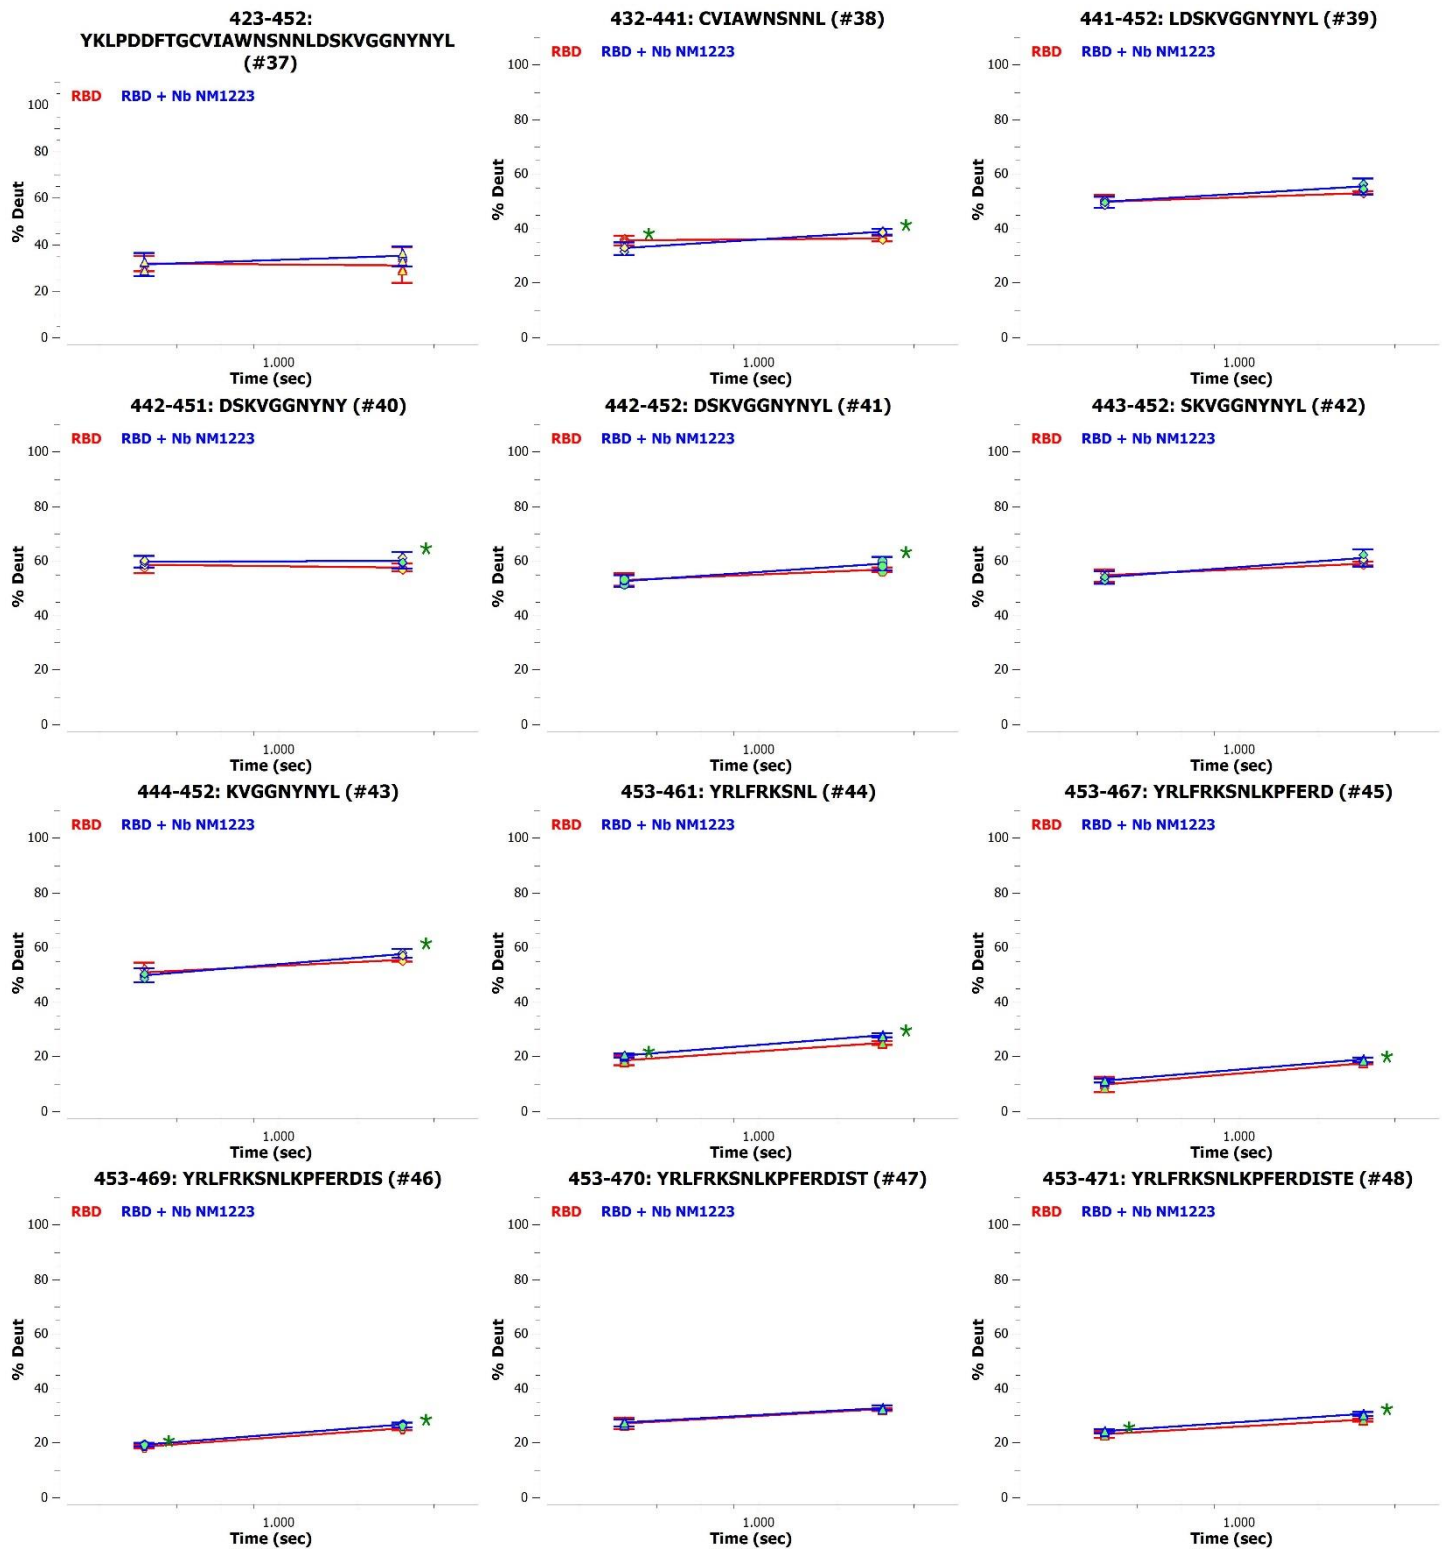 423-452:
YKLPDDFTGCVIAWNSNNLDSKVGGNYNYL
(#37)
RBD RBD + Nb NM1223
100
80
60
40
20
0
% Deut
1.000
Time (sec)
432-441: CVIAWNSNNL (#38)
RBD RBD + Nb NM1223
100
80
60
40
20
0
% Deut
1.000
Time (sec)
441-452: LDSKVGGNYNYL (#39)
RBD RBD + Nb NM1223
100
80
60
40
20
0
% Deut
1.000
Time (sec)
442-451: DSKVGGNYNY (#40)
RBD RBD + Nb NM1223
100
80
60
40
20
0
% Deut
1.000
Time (sec)
442-452: DSKVGGNYNYL (#41)
RBD RBD + Nb NM1223
100
80
60
40
20
0
% Deut
1.000
Time (sec)
443-452: SKVGGNYNYL (#42)
RBD RBD + Nb NM1223
100
80
60
40
20
0
% Deut
1.000
Time (sec)
444-452: KVGGNYNYL (#43)
RBD RBD + Nb NM1223
100
80
60
40
20
0
% Deut
1.000
Time (sec)
453-461: YRLFRKSNL (#44)
RBD RBD + Nb NM1223
100
80
60
40
20
0
% Deut
1.000
Time (sec)
453-467: YRLFRKSNLKPFERD (#45)
RBD RBD + Nb NM1223
100
80
60
40
20
0
% Deut
1.000
Time (sec)
453-469: YRLFRKSNLKPFERDIS (#46)
RBD RBD + Nb NM1223
100
80
60
40
20
0
% Deut
1.000
Time (sec)
453-470: YRLFRKSNLKPFERDIST (#47)
RBD RBD + Nb NM1223
100
80
60
40
20
0
% Deut
1.000
Time (sec)
453-471: YRLFRKSNLKPFERDISTE (#48)
RBD RBD + Nb NM1223
100
80
60
40
20
0
% Deut
1.000
Time (sec)